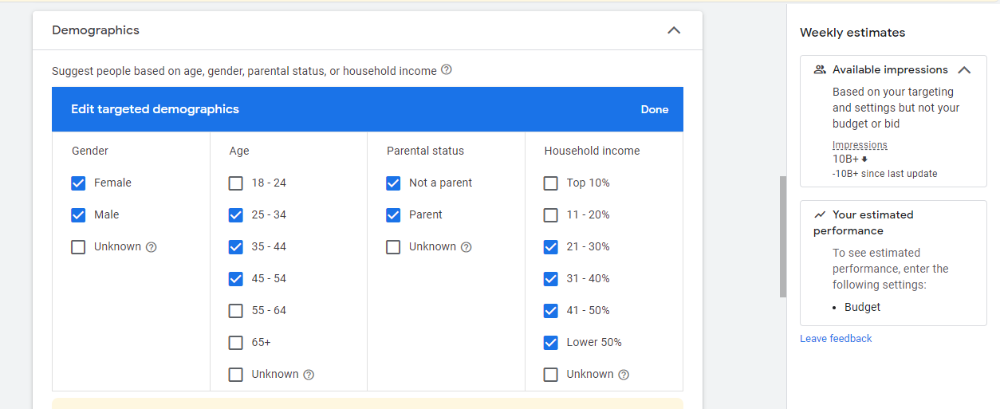 Demographics
Suggest people based on age, gender, parental status, or household income
Edit targeted demographics
Done
Gender
Female
Male
Unknown
Age
18 - 24
25 - 34
35 - 44
45 - 54
55 - 64
65+
Unknown
Parental status
Not a parent
Parent
Unknown
Household income
Top 10%
11 - 20%
21 - 30%
31 - 40%
41 - 50%
Lower 50%
Unknown
Weekly estimates
Available impressions
Based on your targeting
and settings but not your
budget or bid
Impressions
10B+
-10B+ since last update
Your estimated
performance
To see estimated
performance, enter the
following settings:
• Budget
Leave feedback